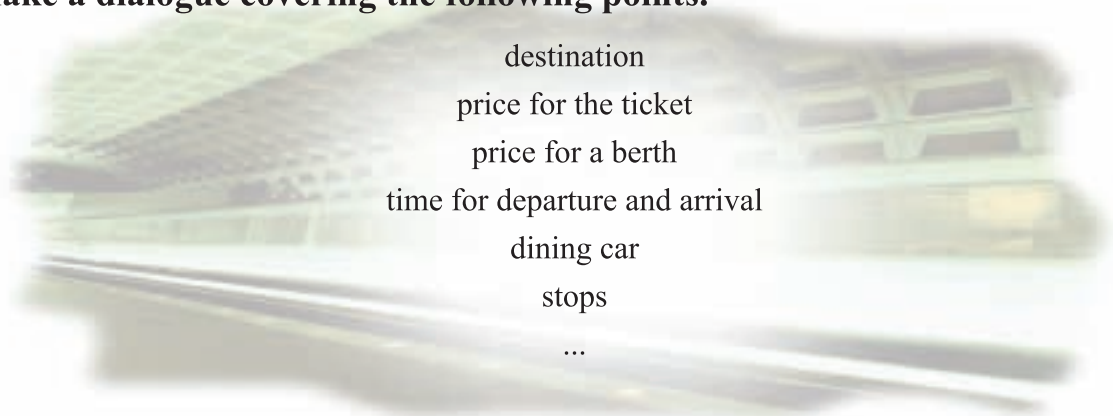 make a dialogue covering the following points.
destination
price for the ticket
price for a berth
time for departure and arrival
dining car
stops
...